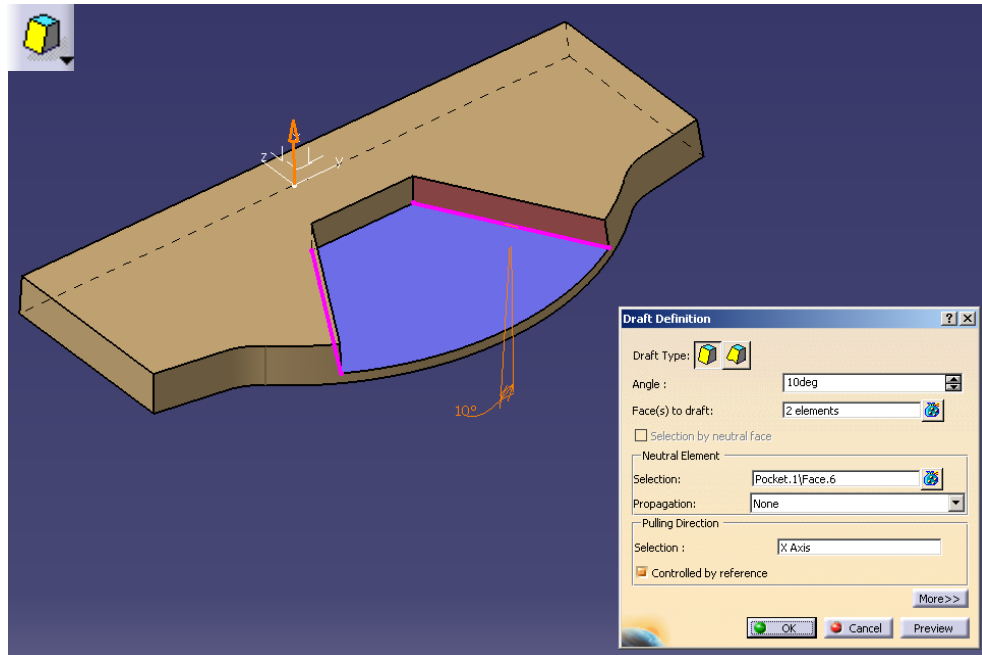 z
y
10°
Draft Definition
? X
Draft Type:
Angle :
10deg
Face(s) to draft:
2 elements
Selection by neutral face
Neutral Element
Selection:
Pocket.1\Face.6
Propagation:
None
Pulling Direction
Selection :
X Axis
Controlled by reference
More>>
OK
Cancel
Preview